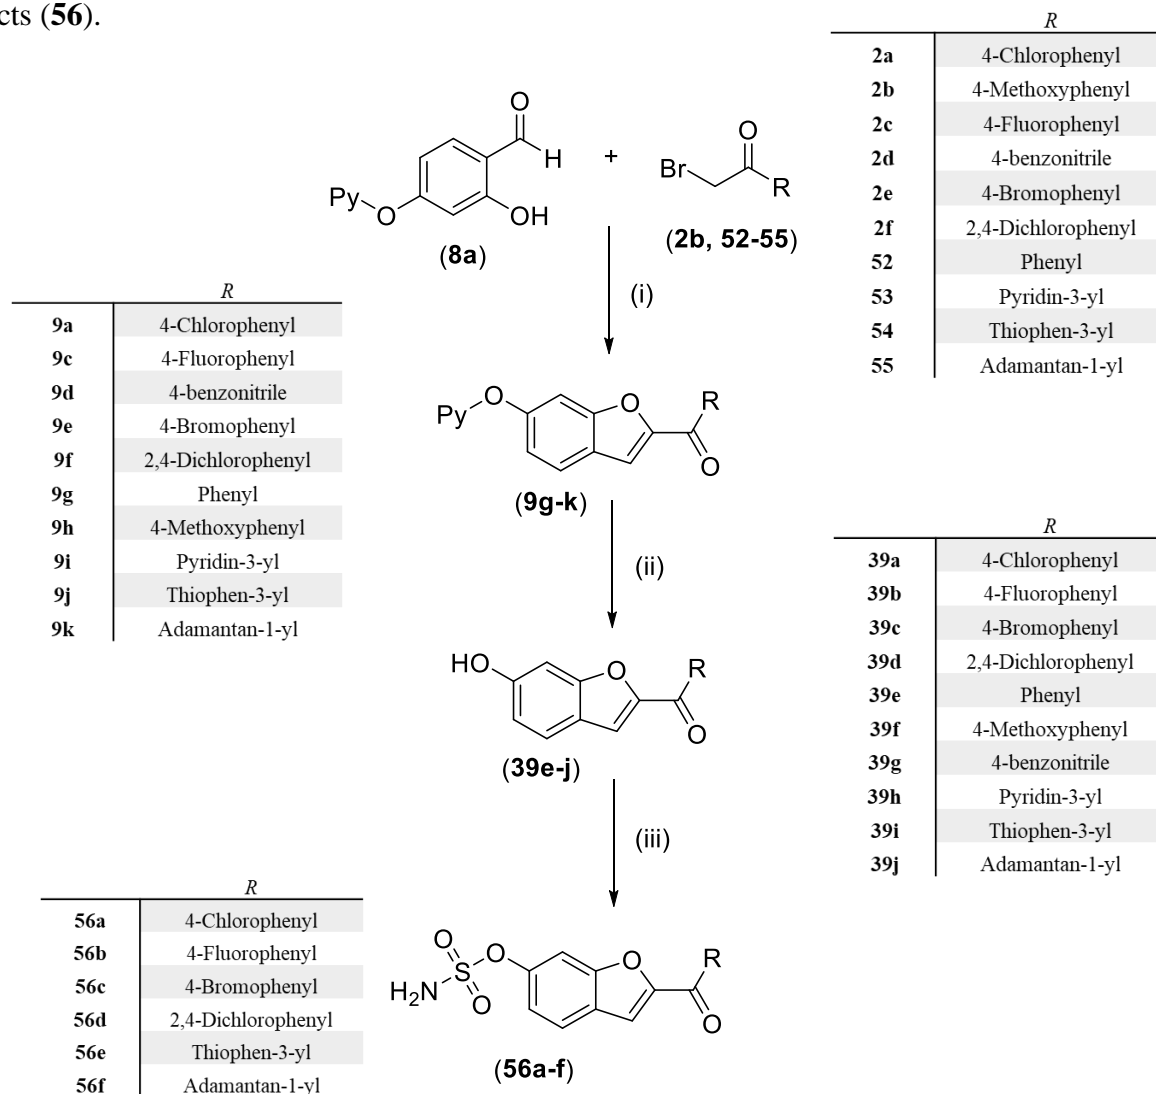 cts (56).
R
2a 4-Chlorophenyl
2b 4-Methoxyphenyl
2c 4-Fluorophenyl
2d 4-benzonitrile
2e 4-Bromophenyl
2f 2,4-Dichlorophenyl
52 Phenyl
53 Pyridin-3-yl
54 Thiophen-3-yl
55 Adamantan-1-yl
O
H
OH
Py
O
(8a)
+
O
Br
R
(2b, 52-55)
(i)
R
9a 4-Chlorophenyl
9c 4-Fluorophenyl
9d 4-benzonitrile
9e 4-Bromophenyl
9f 2,4-Dichlorophenyl
9g Phenyl
9h 4-Methoxyphenyl
9i Pyridin-3-yl
9j Thiophen-3-yl
9k Adamantan-1-yl
Py
O
O
R
O
(9g-k)
(ii)
R
39a 4-Chlorophenyl
39b 4-Fluorophenyl
39c 4-Bromophenyl
39d 2,4-Dichlorophenyl
39e Phenyl
39f 4-Methoxyphenyl
39g 4-benzonitrile
39h Pyridin-3-yl
39i Thiophen-3-yl
39j Adamantan-1-yl
HO
O
R
O
(39e-j)
(iii)
R
56a 4-Chlorophenyl
56b 4-Fluorophenyl
56c 4-Bromophenyl
56d 2,4-Dichlorophenyl
56e Thiophen-3-yl
56f Adamantan-1-yl
O
O
H2N
S
O
O
R
O
(56a-f)